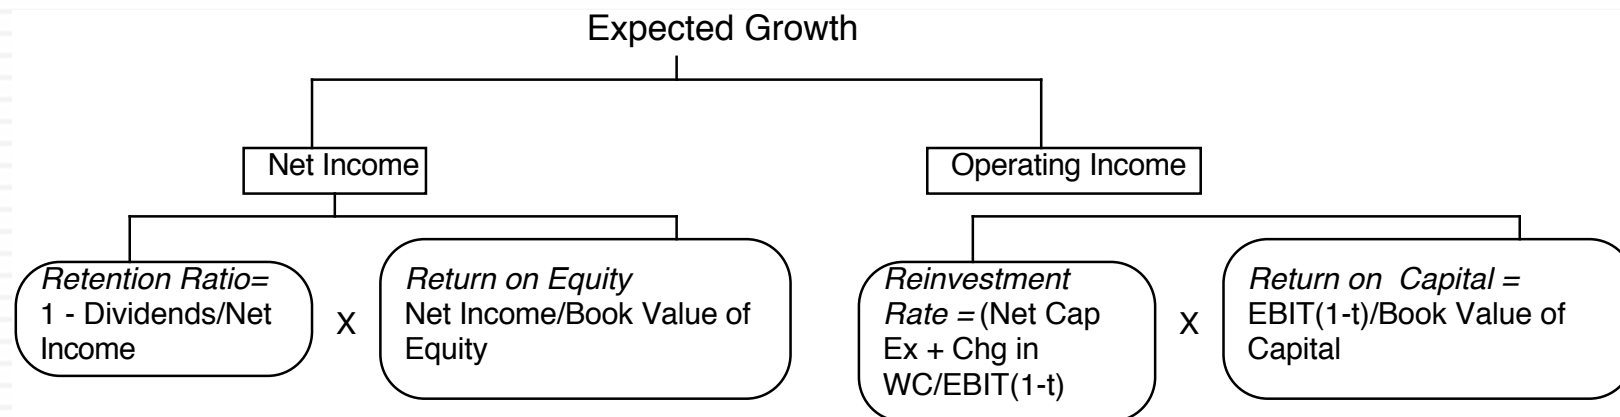 Expected Growth
Net Income
Operating Income
Retention Ratio=
1 - Dividends/Net
Income
X
Return on Equity
Net Income/Book Value of
Equity
Reinvestment
Rate = (Net Cap
Ex + Chg in
WC/EBIT(1-t)
X
Return on Capital =
EBIT(1-t)/Book Value of
Capital